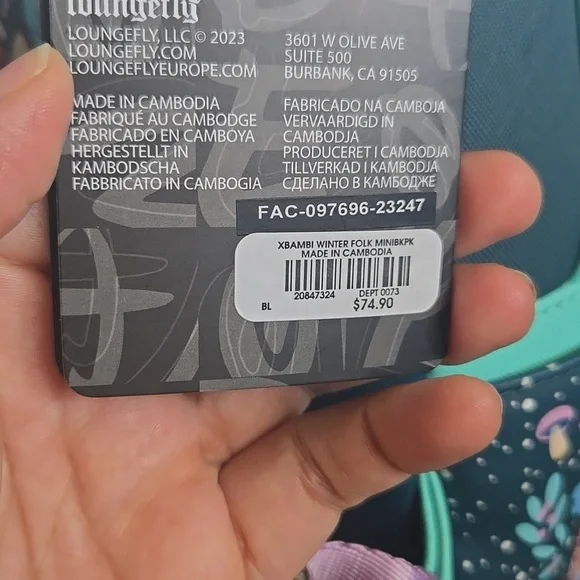 loungefly
LOUNGEFLY, LLC © 2023
LOUNGEFLY.COM
LOUNGEFLYEUROPE.COM
3601 W OLIVE AVE
SUITE 500
BURBANK, CA 91505
MADE IN CAMBODIA
FABRIQUÉ AU CAMBODGE
FABRICADO EN CAMBOYA
HERGESTELLT IN
KAMBODSCHA
FABBRICATO IN CAMBOGIA
FABRICADO NA CAMBOJA
VERVAARDIGD IN
CAMBODJA
PRODUCERET I CAMBODJA
TILLVERKAD I KAMBODJA
СДЕЛАНО В КАМБОДЖЕ
FAC-097696-23247
XBAMBI WINTER FOLK MINIBKPK
MADE IN CAMBODIA
20847324 DEPT 0073
BL $74.90